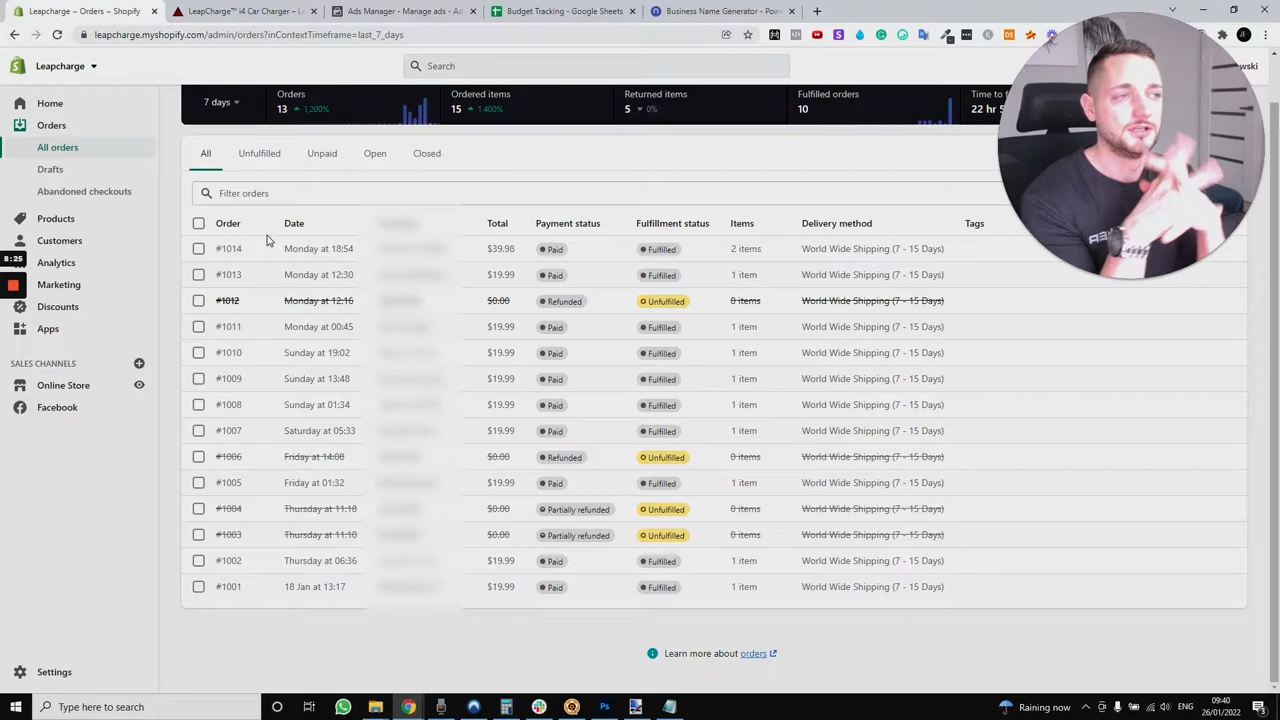 Leapcharge ~ Orders ~ Shopify
LeapCharge™ i4 Car Charger – L
Ads Manager - Manage ads - Ad
Budget Tracking - Google Sheets
Business Name Generator - Pow
leapcharge.myshopify.com/admin/orders?inContextTimeframe=last_7_days
Leapcharge
Search
wski
Home
Orders
All orders
Drafts
Abandoned checkouts
Products
Customers
8:25
Analytics
Marketing
Discounts
Apps
SALES CHANNELS
Online Store
Facebook
Settings
7 days
Orders
13 1,200%
Ordered items
15 1,400%
Returned items
5 0%
Fulfilled orders
10
Time to f
22 hr 5
All Unfulfilled Unpaid Open Closed
Filter orders
Order Date Total Payment status Fulfillment status Items Delivery method Tags
#1014 Monday at 18:54 $39.98 Paid Fulfilled 2 items World Wide Shipping (7 - 15 Days)
#1013 Monday at 12:30 $19.99 Paid Fulfilled 1 item World Wide Shipping (7 - 15 Days)
#1012 Monday at 12:16 $0.00 Refunded Unfulfilled 0 items World Wide Shipping (7 - 15 Days)
#1011 Monday at 00:45 $19.99 Paid Fulfilled 1 item World Wide Shipping (7 - 15 Days)
#1010 Sunday at 19:02 $19.99 Paid Fulfilled 1 item World Wide Shipping (7 - 15 Days)
#1009 Sunday at 13:48 $19.99 Paid Fulfilled 1 item World Wide Shipping (7 - 15 Days)
#1008 Sunday at 01:34 $19.99 Paid Fulfilled 1 item World Wide Shipping (7 - 15 Days)
#1007 Saturday at 05:33 $19.99 Paid Fulfilled 1 item World Wide Shipping (7 - 15 Days)
#1006 Friday at 14:08 $0.00 Refunded Unfulfilled 0 items World Wide Shipping (7 - 15 Days)
#1005 Friday at 01:32 $19.99 Paid Fulfilled 1 item World Wide Shipping (7 - 15 Days)
#1004 Thursday at 11:18 $0.00 Partially refunded Unfulfilled 0 items World Wide Shipping (7 - 15 Days)
#1003 Thursday at 11:10 $0.00 Partially refunded Unfulfilled 0 items World Wide Shipping (7 - 15 Days)
#1002 Thursday at 06:36 $19.99 Paid Fulfilled 1 item World Wide Shipping (7 - 15 Days)
#1001 18 Jan at 13:17 $19.99 Paid Fulfilled 1 item World Wide Shipping (7 - 15 Days)
Learn more about orders
Type here to search
Raining now
ENG
09:40
26/01/2022